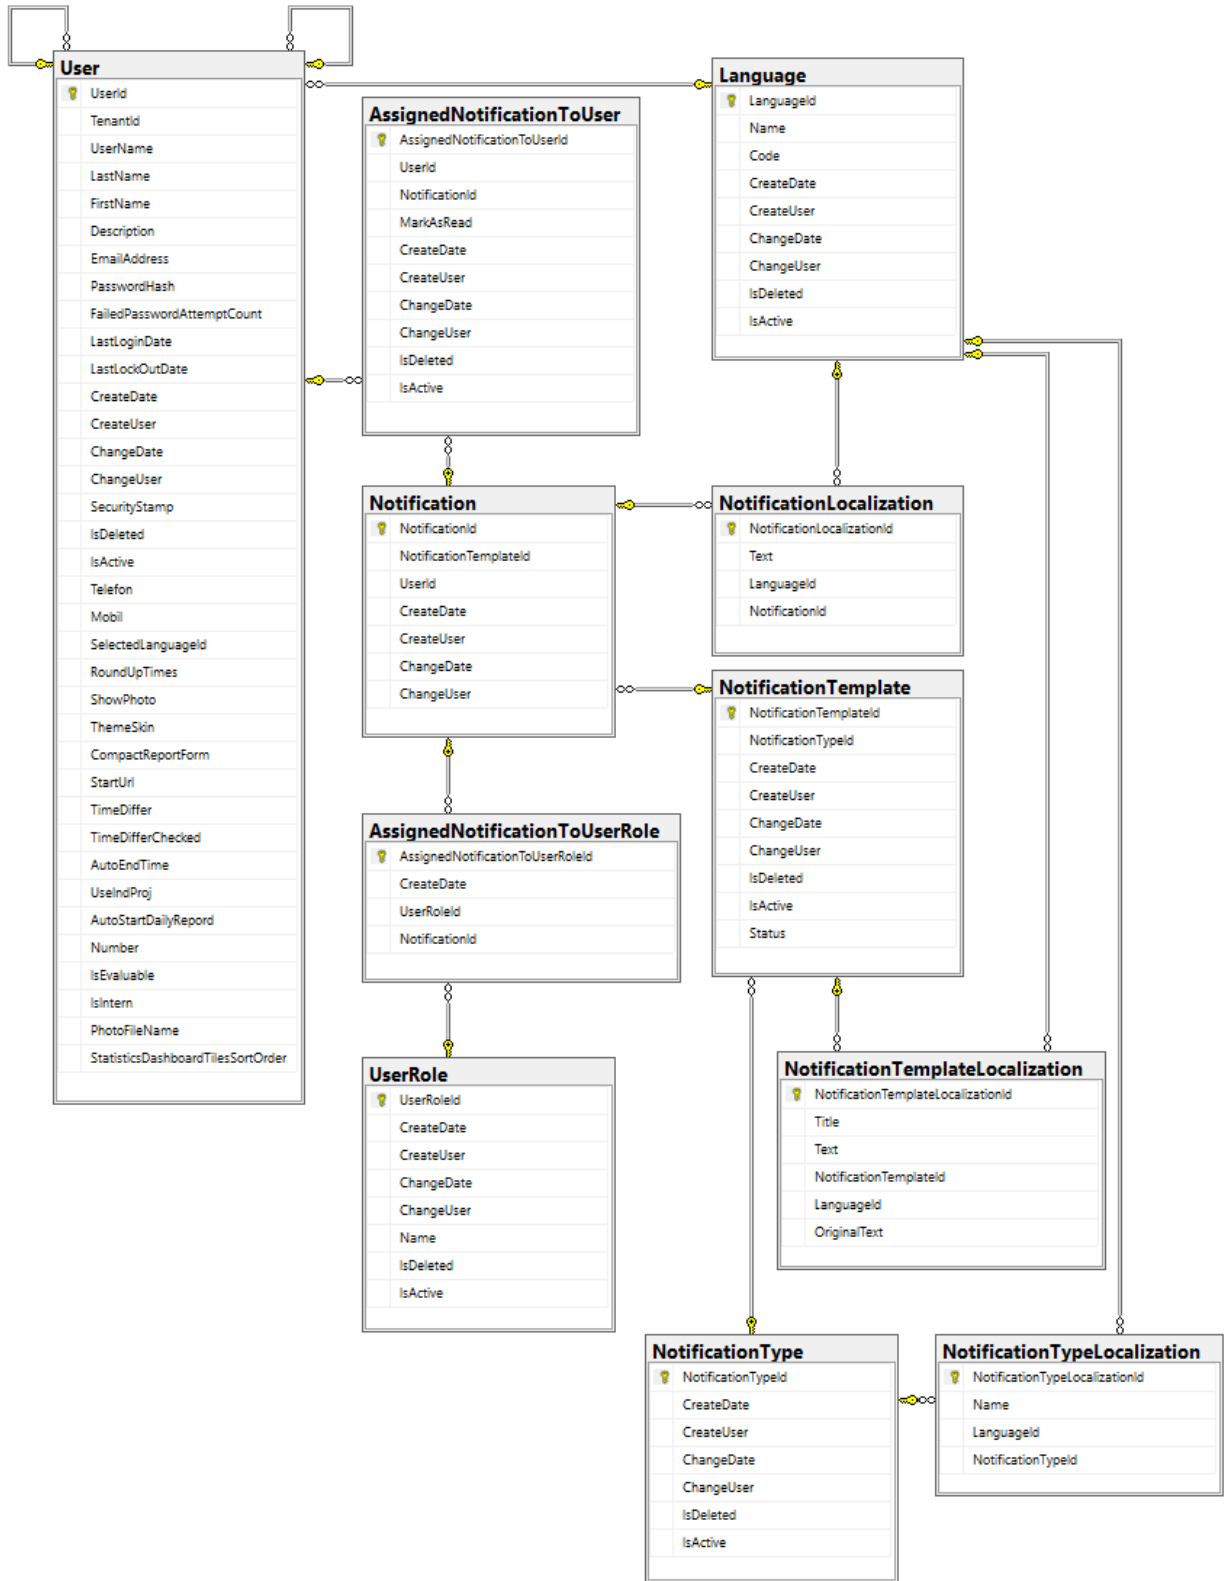 User
UserId
TenantId
UserName
LastName
FirstName
Description
EmailAddress
PasswordHash
FailedPasswordAttemptCount
LastLoginDate
LastLockOutDate
CreateDate
CreateUser
ChangeDate
ChangeUser
SecurityStamp
IsDeleted
IsActive
Telefon
Mobil
SelectedLanguageId
RoundUpTimes
ShowPhoto
ThemeSkin
CompactReportForm
StartUrl
TimeDiffer
TimeDifferChecked
AutoEndTime
UseIndProj
AutoStartDailyRepord
Number
IsEvaluable
IsIntern
PhotoFileName
StatisticsDashboardTilesSortOrder
AssignedNotificationToUser
AssignedNotificationToUserId
UserId
NotificationId
MarkAsRead
CreateDate
CreateUser
ChangeDate
ChangeUser
IsDeleted
IsActive
Language
LanguageId
Name
Code
CreateDate
CreateUser
ChangeDate
ChangeUser
IsDeleted
IsActive
Notification
NotificationId
NotificationTemplateId
UserId
CreateDate
CreateUser
ChangeDate
ChangeUser
NotificationLocalization
NotificationLocalizationId
Text
LanguageId
NotificationId
NotificationTemplate
NotificationTemplateId
NotificationTypeId
CreateDate
CreateUser
ChangeDate
ChangeUser
IsDeleted
IsActive
Status
AssignedNotificationToUserRole
AssignedNotificationToUserRoleId
CreateDate
UserRoleId
NotificationId
UserRole
UserRoleId
CreateDate
CreateUser
ChangeDate
ChangeUser
Name
IsDeleted
IsActive
NotificationTemplateLocalization
NotificationTemplateLocalizationId
Title
Text
NotificationTemplateId
LanguageId
OriginalText
NotificationType
NotificationTypeId
CreateDate
CreateUser
ChangeDate
ChangeUser
IsDeleted
IsActive
NotificationTypeLocalization
NotificationTypeLocalizationId
Name
LanguageId
NotificationTypeId